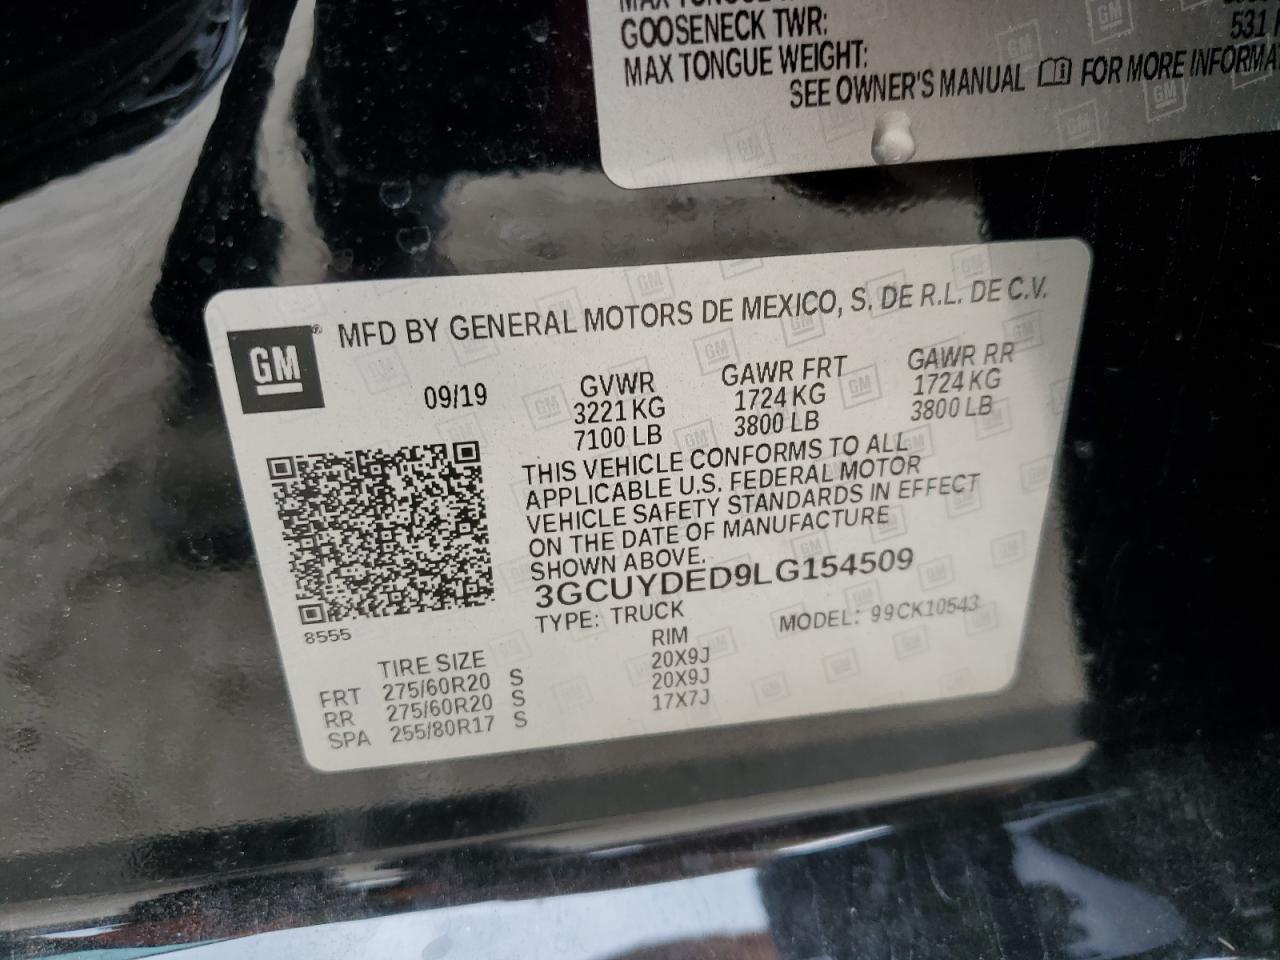 GOOSENECK TWR:
531
MAX TONGUE WEIGHT:
SEE OWNER'S MANUAL FOR MORE
GM ® MFD BY GENERAL MOTORS DE MEXICO, S. DE R.L. DE C.V.
09/19 GVWR GAWR FRT GAWR RR
3221 KG 1724 KG 1724 KG
7100 LB 3800 LB 3800 LB
THIS VEHICLE CONFORMS TO ALL
APPLICABLE U.S. FEDERAL MOTOR
VEHICLE SAFETY STANDARDS IN EFFECT
ON THE DATE OF MANUFACTURE
SHOWN ABOVE.
3GCUYDED9LG154509
8555 TYPE: TRUCK MODEL: 99CK10543
TIRE SIZE RIM
FRT 275/60R20 S 20X9J
RR 275/60R20 S 20X9J
SPA 255/80R17 S 17X7J